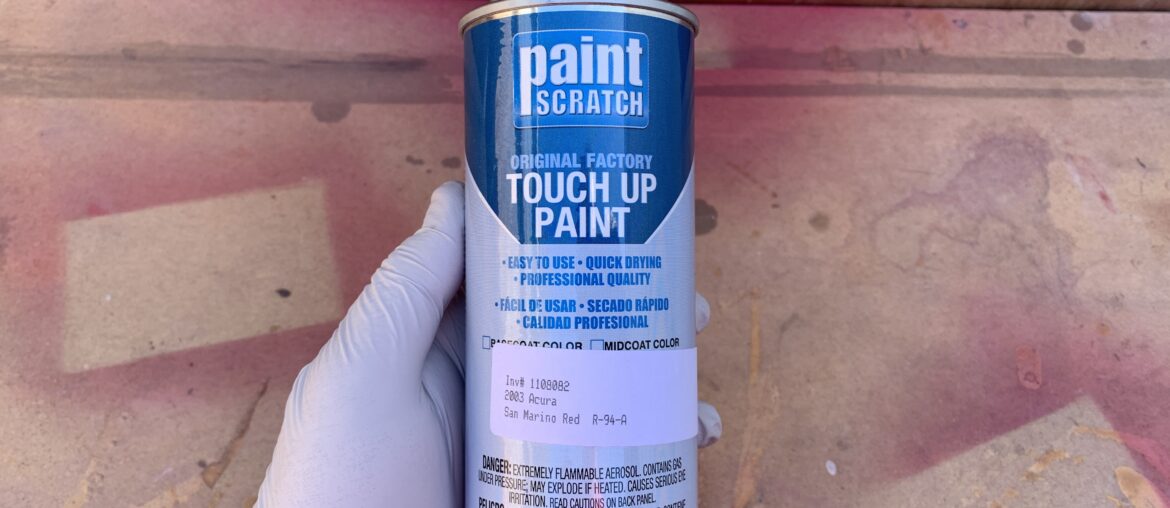 paint
SCRATCH
ORIGINAL FACTORY
TOUCH UP
PAINT
• EASY TO USE • QUICK DRYING
• PROFESSIONAL QUALITY
• FÁCIL DE USAR • SECADO RÁPIDO
• CALIDAD PROFESIONAL
BASECOAT COLOR MIDCOAT COLOR
Inv# 1108082
2003 Acura
San Marino Red R-94-A
DANGER: EXTREMELY FLAMMABLE AEROSOL. CONTAINS GAS
UNDER PRESSURE; MAY EXPLODE IF HEATED. CAUSES SERIOUS EYE
IRRITATION. READ CAUTIONS ON BACK PANEL.